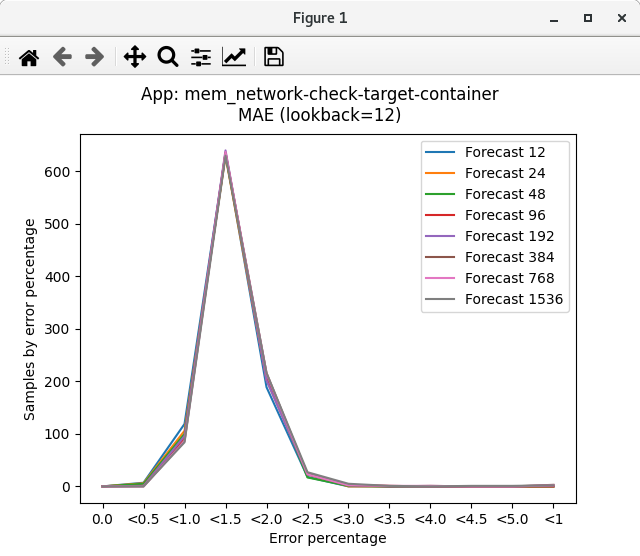 Figure 1
App: mem_network-check-target-container
MAE (lookback=12)
Samples by error percentage
600
500
400
300
200
100
0
Forecast 12
Forecast 24
Forecast 48
Forecast 96
Forecast 192
Forecast 384
Forecast 768
Forecast 1536
0.0 <0.5 <1.0 <1.5 <2.0 <2.5 <3.0 <3.5 <4.0 <4.5 <5.0 <1
Error percentage